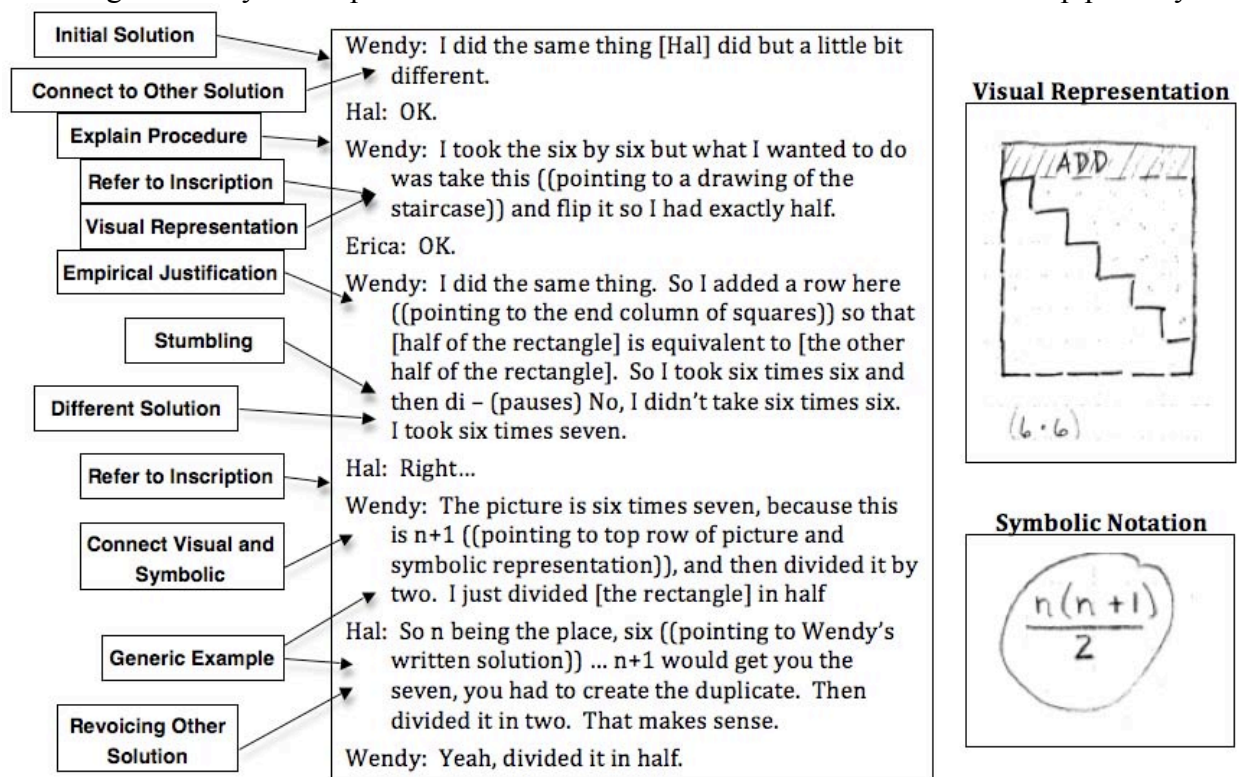 Initial Solution
Connect to Other Solution
Explain Procedure
Refer to Inscription
Visual Representation
Empirical Justification
Stumbling
Different Solution
Refer to Inscription
Connect Visual and
Symbolic
Generic Example
Revoicing Other
Solution
Wendy: I did the same thing [Hal] did but a little bit
different.
Hal: OK.
Wendy: I took the six by six but what I wanted to do
was take this ((pointing to a drawing of the
staircase)) and flip it so I had exactly half.
Erica: OK.
Wendy: I did the same thing. So I added a row here
((pointing to the end column of squares)) so that
[half of the rectangle] is equivalent to [the other
half of the rectangle]. So I took six times six and
then di – (pauses) No, I didn't take six times six.
I took six times seven.
Hal: Right...
Wendy: The picture is six times seven, because this
is n+1 ((pointing to top row of picture and
symbolic representation)), and then divided it by
two. I just divided [the rectangle] in half
Hal: So n being the place, six ((pointing to Wendy's
written solution)) ... n+1 would get you the
seven, you had to create the duplicate. Then
divided it in two. That makes sense.
Wendy: Yeah, divided it in half.
Visual Representation
ADD
(6·6)
Symbolic Notation
n(n+1)
2